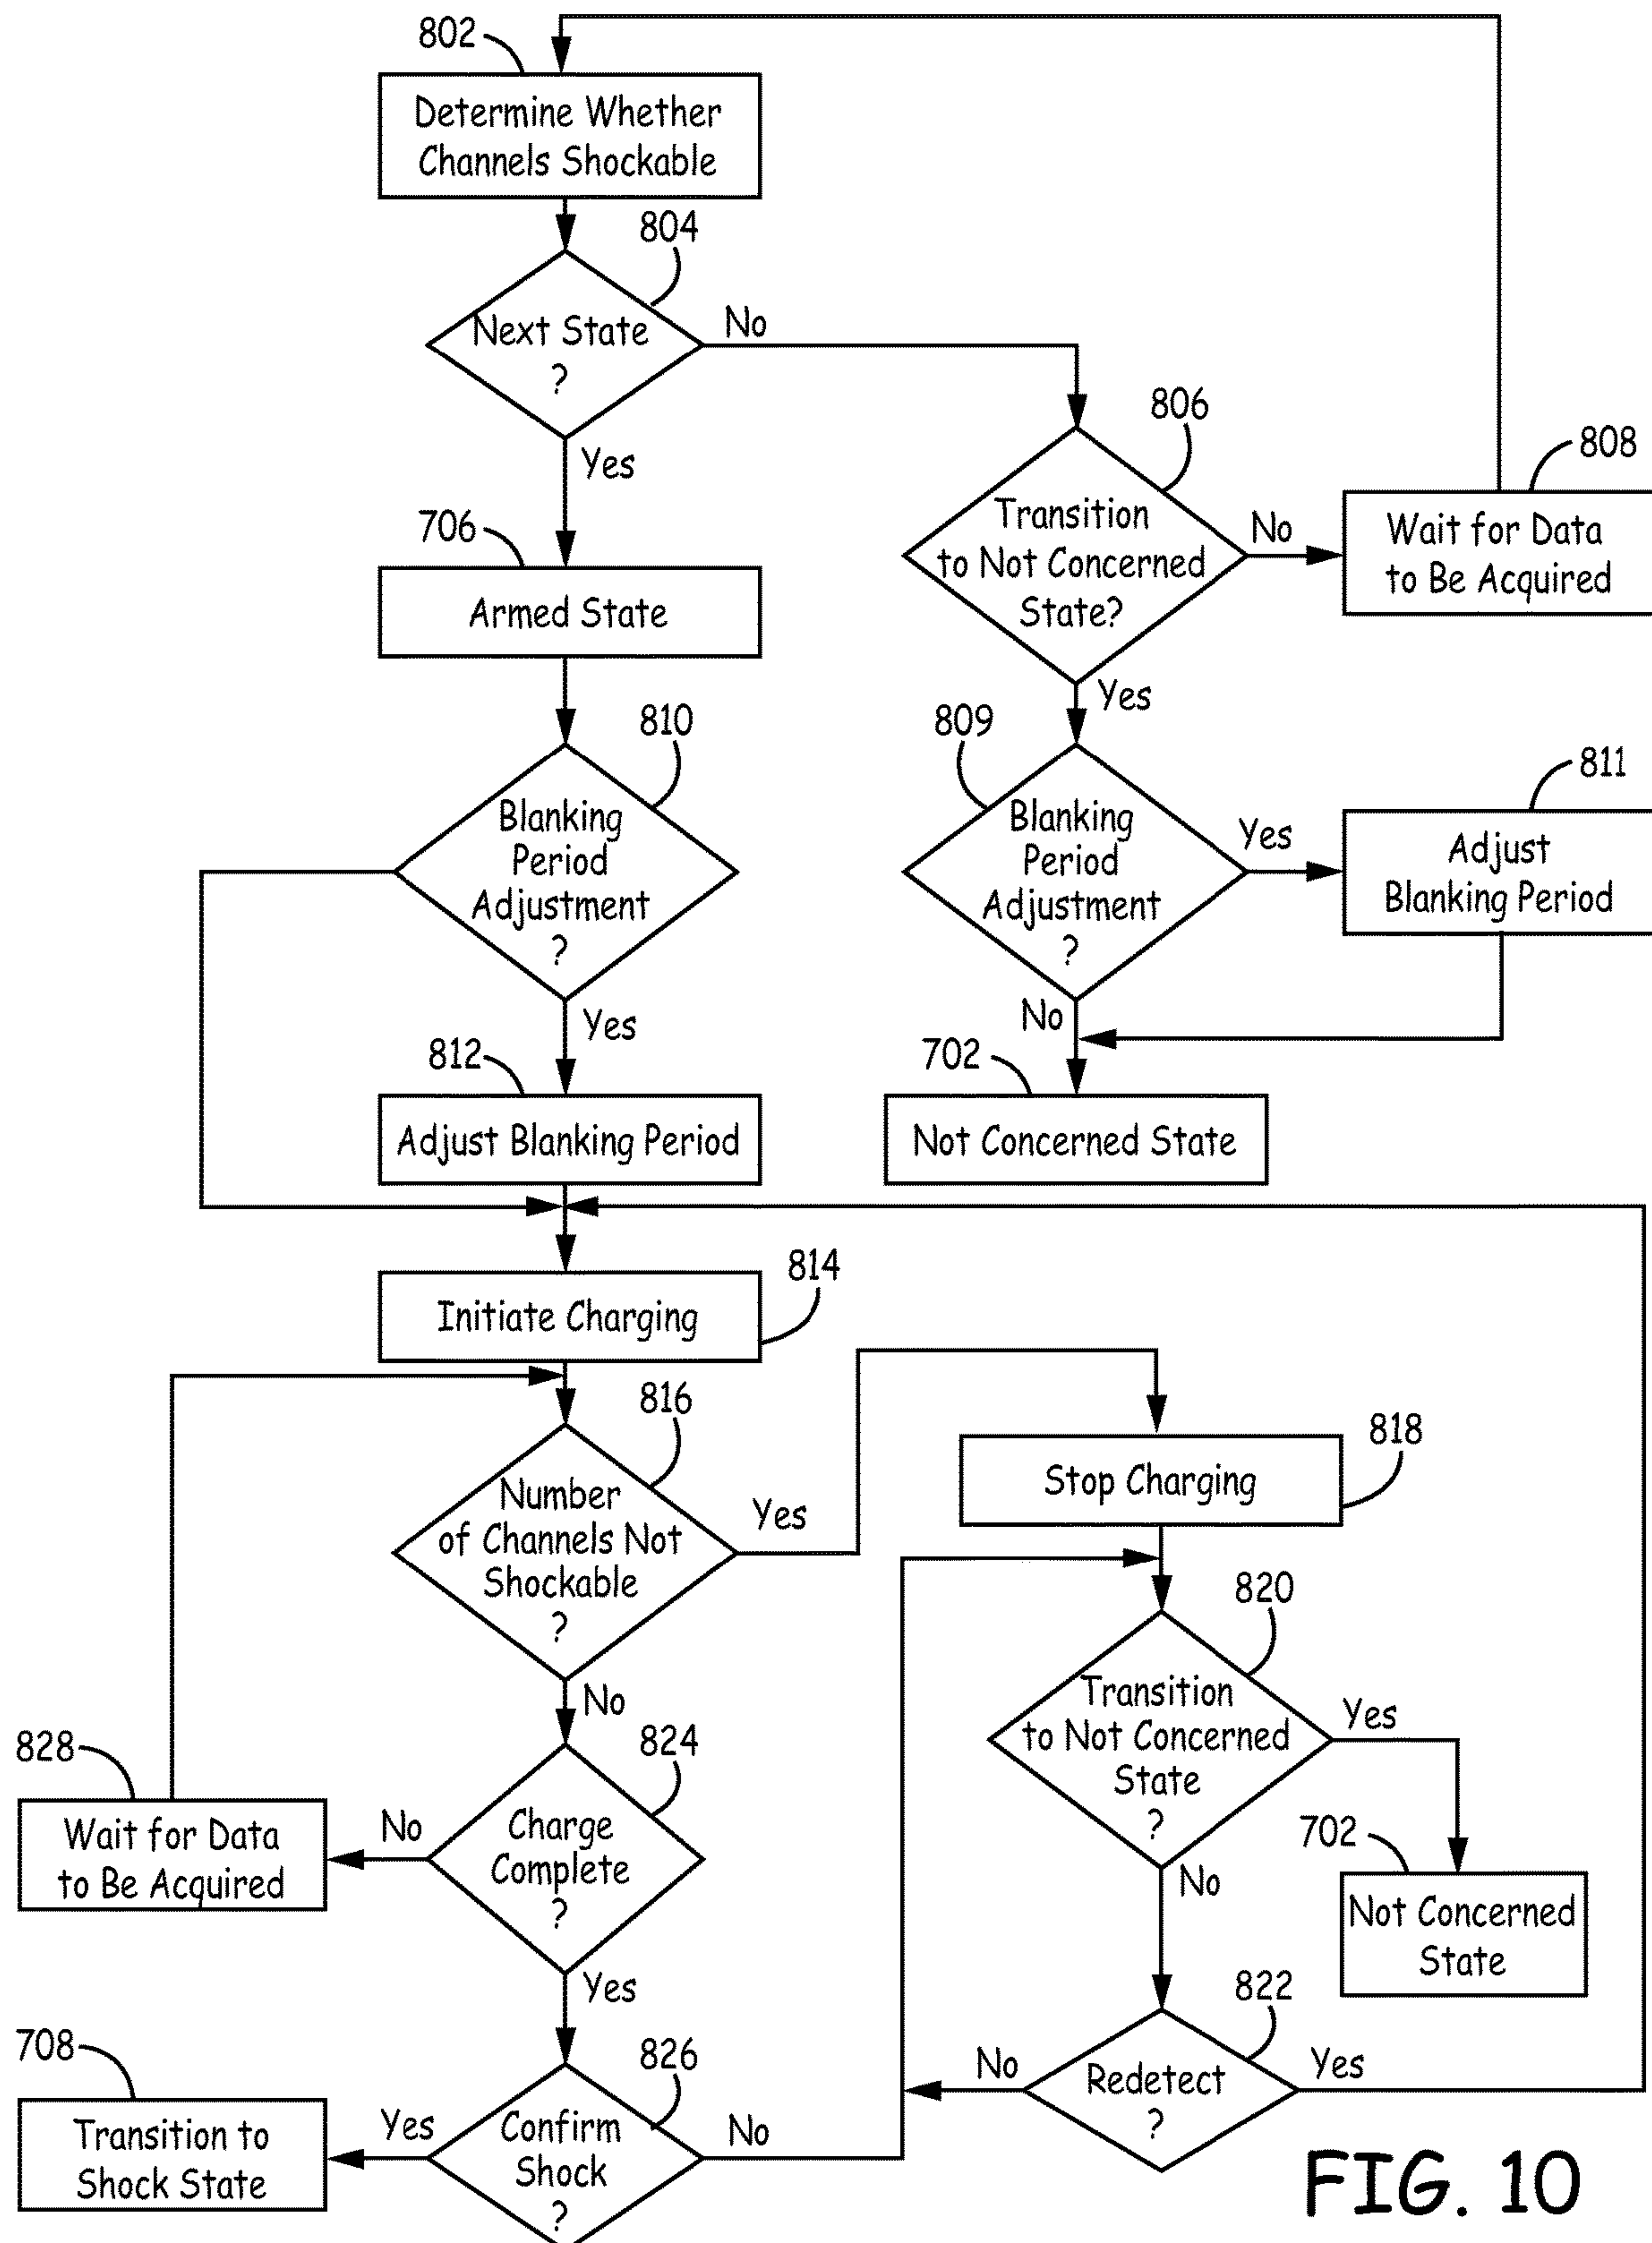 802
Determine Whether
Channels Shockable
804
Next State
?
No
Yes
806
Transition
to Not Concerned
State?
No
808
Wait for Data
to Be Acquired
706
Armed State
Yes
810
Blanking
Period
Adjustment
?
Yes
809
Blanking
Period
Adjustment
?
Yes
811
Adjust
Blanking Period
No
812
Adjust Blanking Period
702
Not Concerned State
814
Initiate Charging
816
Number
of Channels Not
Shockable
?
Yes
818
Stop Charging
No
820
Transition
to Not Concerned
State
?
Yes
702
Not Concerned
State
No
828
Wait for Data
to Be Acquired
No
824
Charge
Complete
?
Yes
822
Redetect
?
No
Yes
708
Transition to
Shock State
Yes
826
Confirm
Shock
?
No
FIG. 10